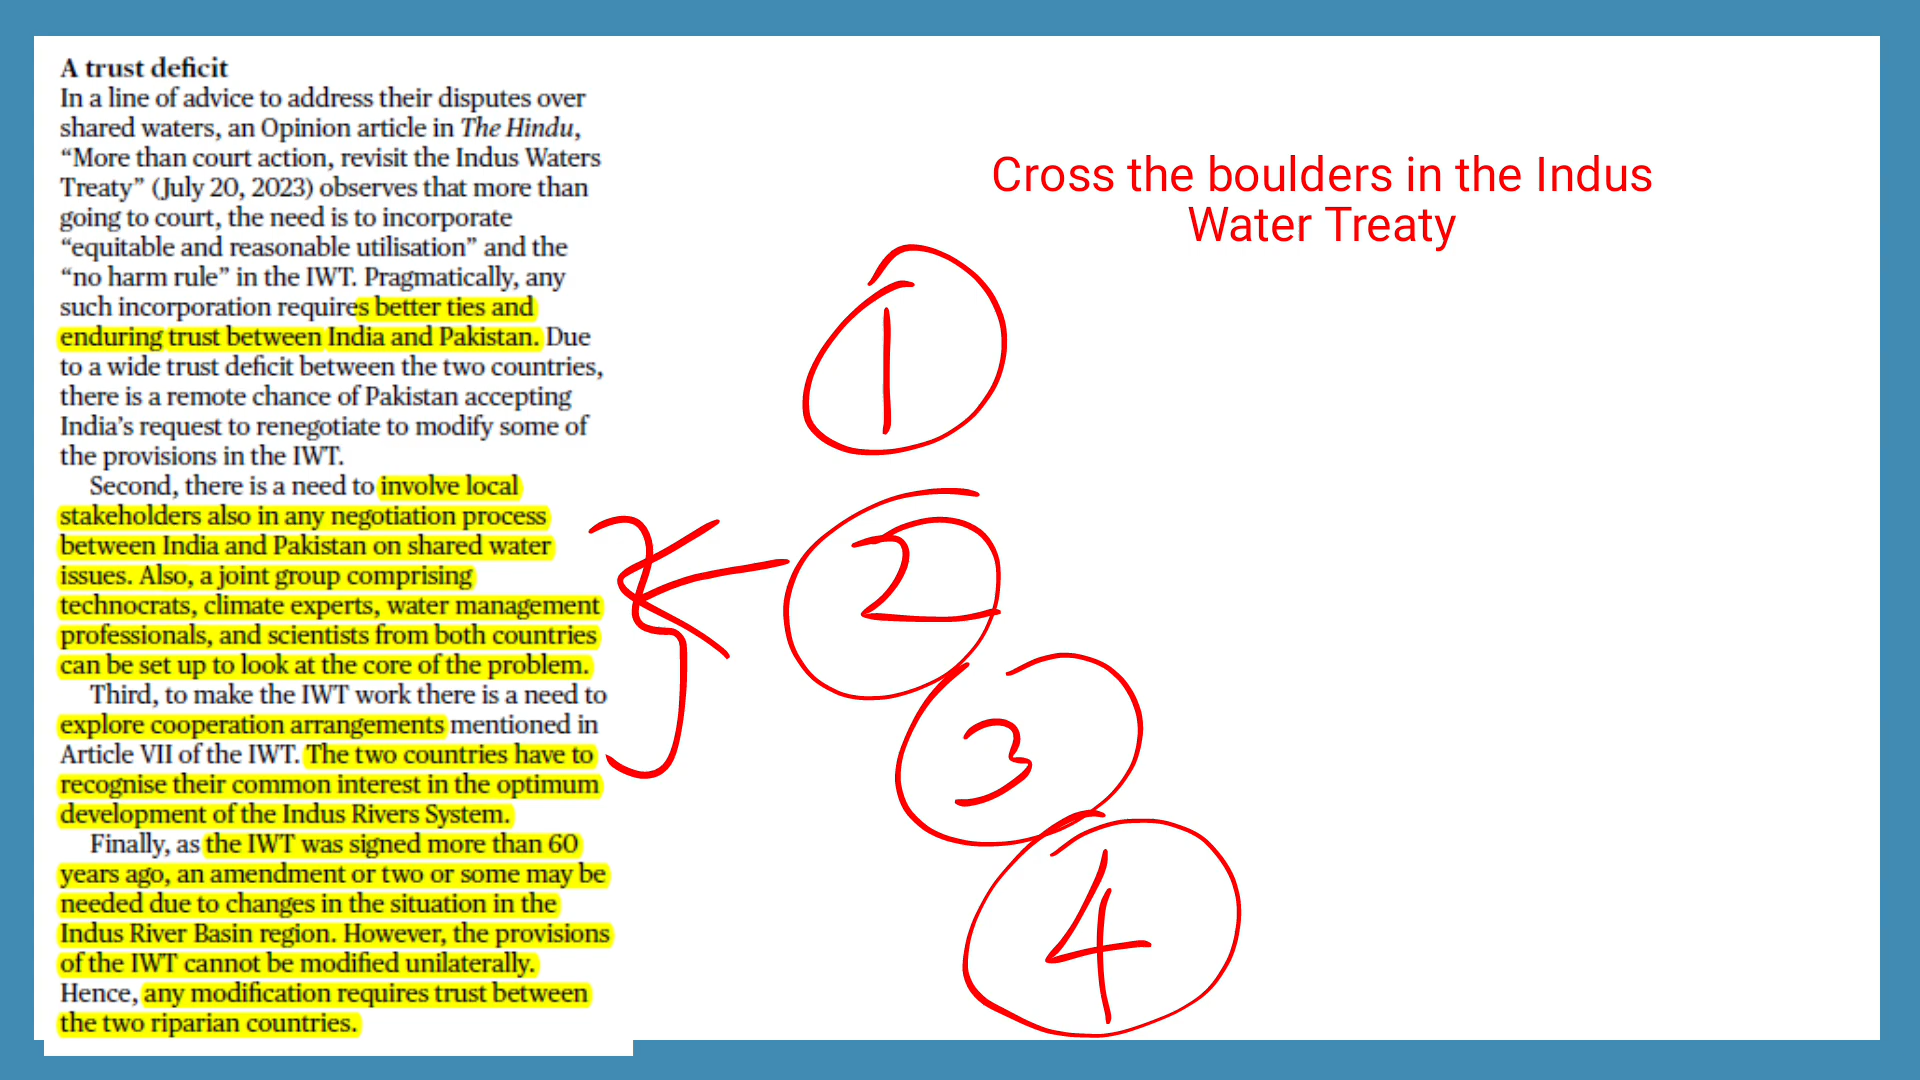 A trust deficit
In a line of advice to address their disputes over
shared waters, an Opinion article in The Hindu,
“More than court action, revisit the Indus Waters
Treaty” (July 20, 2023) observes that more than
going to court, the need is to incorporate
“equitable and reasonable utilisation” and the
“no harm rule” in the IWT. Pragmatically, any
such incorporation requires better ties and
enduring trust between India and Pakistan. Due
to a wide trust deficit between the two countries,
there is a remote chance of Pakistan accepting
India’s request to renegotiate to modify some of
the provisions in the IWT.
Second, there is a need to involve local
stakeholders also in any negotiation process
between India and Pakistan on shared water
issues. Also, a joint group comprising
technocrats, climate experts, water management
professionals, and scientists from both countries
can be set up to look at the core of the problem.
Third, to make the IWT work there is a need to
explore cooperation arrangements mentioned in
Article VII of the IWT. The two countries have to
recognise their common interest in the optimum
development of the Indus Rivers System.
Finally, as the IWT was signed more than 60
years ago, an amendment or two or some may be
needed due to changes in the situation in the
Indus River Basin region. However, the provisions
of the IWT cannot be modified unilaterally.
Hence, any modification requires trust between
the two riparian countries.
Cross the boulders in the Indus
Water Treaty
1
2
3
4